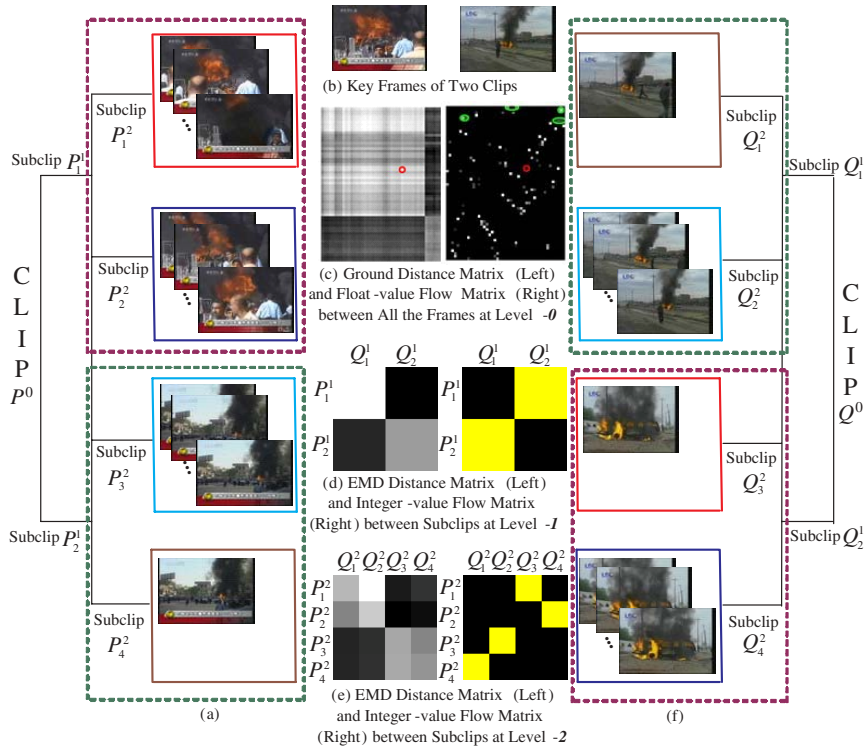 (b) Key Frames of Two Clips
Subclip
P₁²
Subclip P₁¹
Subclip
P₂²
C
L
I
P
P⁰
Subclip
P₃²
Subclip P₂¹
Subclip
P₄²
(a)
(c) Ground Distance Matrix (Left)
and Float -value Flow Matrix (Right)
between All the Frames at Level -0
Q₁¹ Q₂¹ Q₁¹ Q₂¹
P₁¹ P₁¹
P₂¹ P₂¹
(d) EMD Distance Matrix (Left)
and Integer -value Flow Matrix
(Right) between Subclips at Level -1
Q₁² Q₂² Q₃² Q₄² Q₁² Q₂² Q₃² Q₄²
P₁² P₁²
P₂² P₂²
P₃² P₃²
P₄² P₄²
(e) EMD Distance Matrix (Left)
and Integer -value Flow Matrix
(Right) between Subclips at Level -2
Subclip
Q₁²
Subclip Q₁¹
Subclip
Q₂²
C
L
I
P
Q⁰
Subclip
Q₃²
Subclip Q₂¹
Subclip
Q₄²
(f)